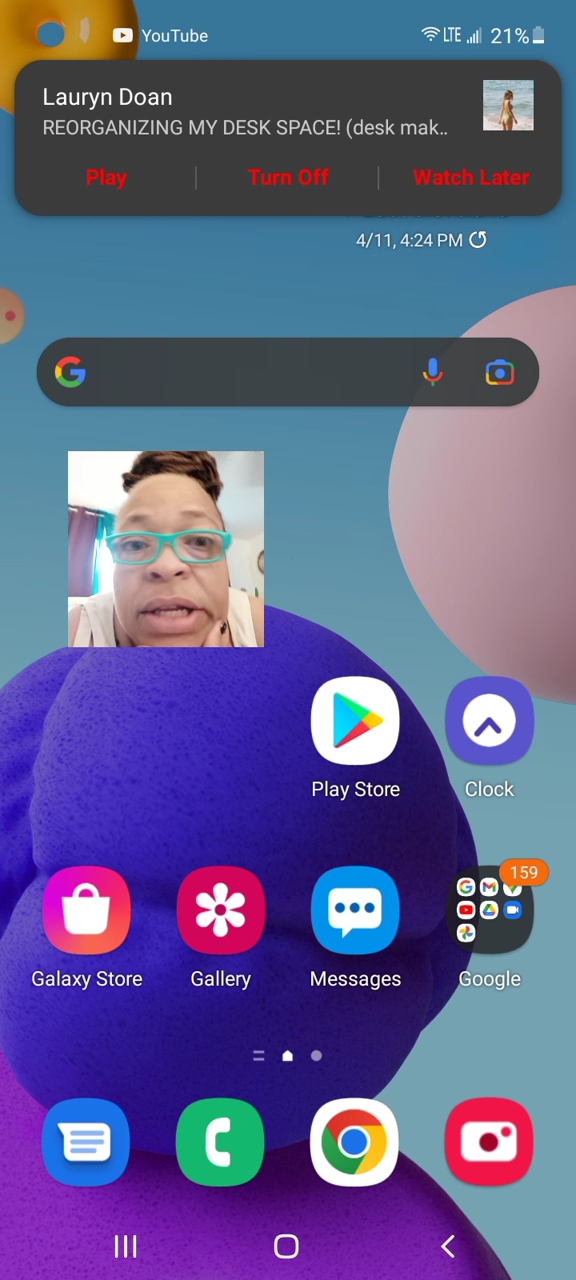 YouTube LTE 21%
Lauryn Doan
REORGANIZING MY DESK SPACE! (desk mak..
Play Turn Off Watch Later
4/11, 4:24 PM
Play Store Clock
159
Galaxy Store Gallery Messages Google